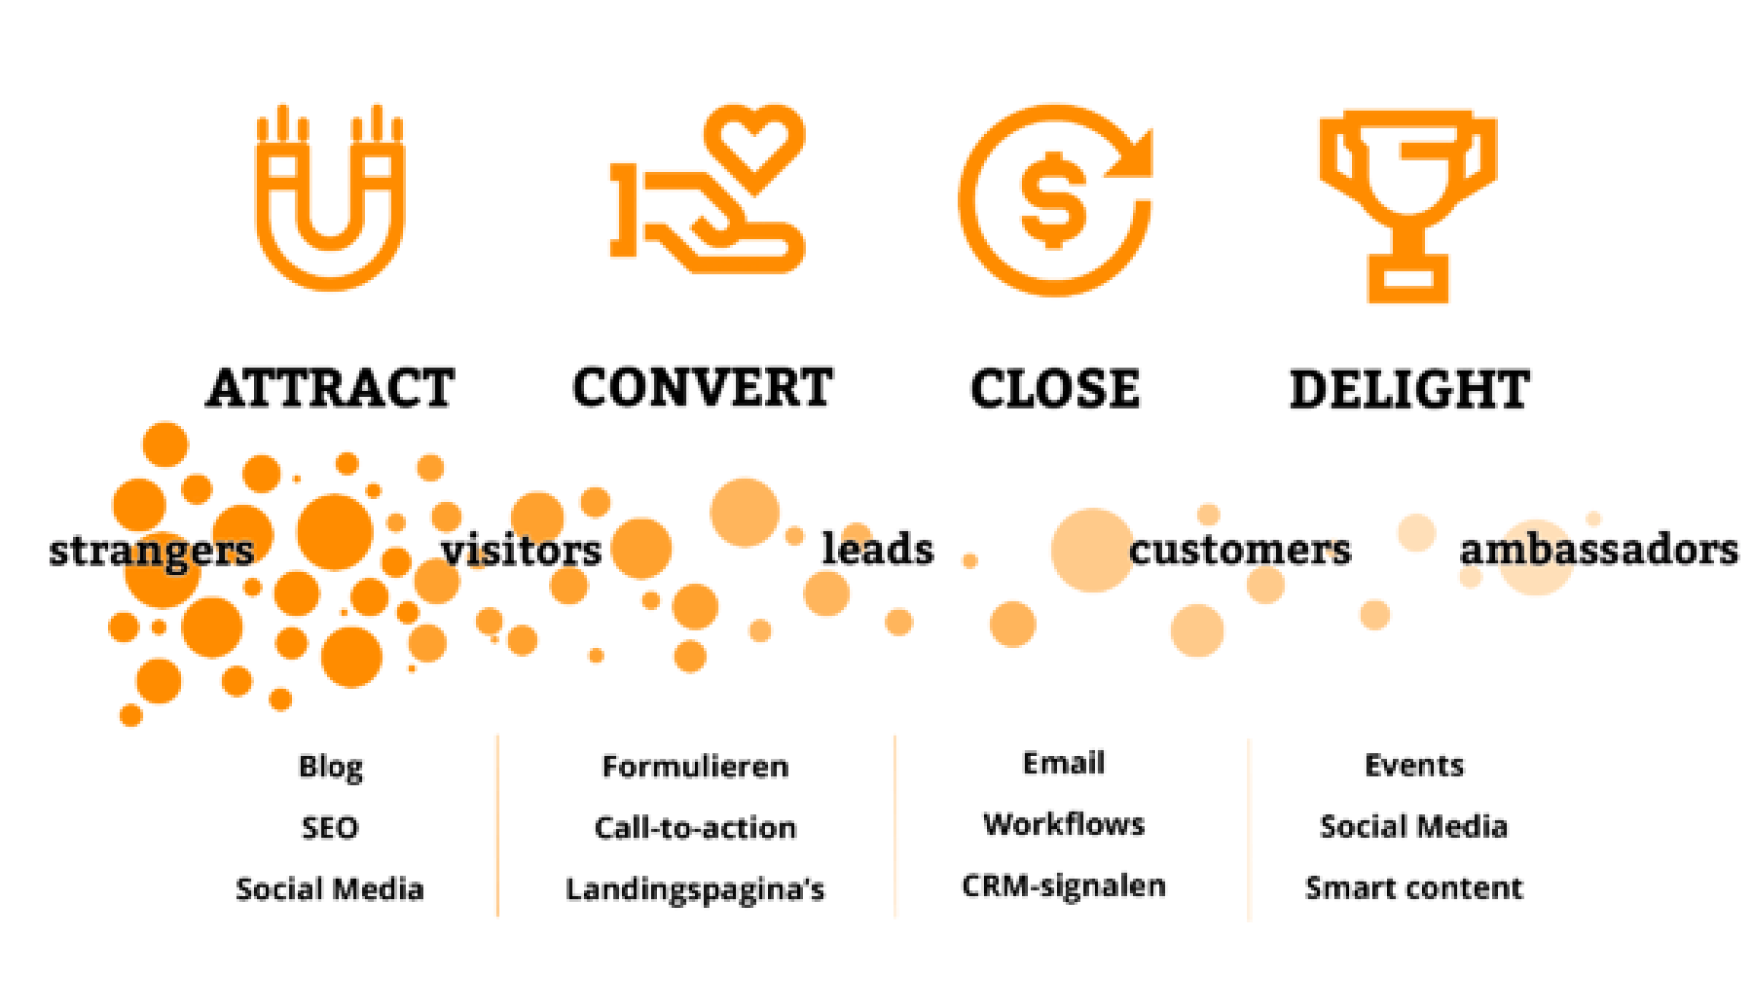 ATTRACT CONVERT CLOSE DELIGHT
strangers visitors leads customers ambassadors
Blog
SEO
Social Media
Formulieren
Call-to-action
Landingspagina's
Email
Workflows
CRM-signalen
Events
Social Media
Smart content